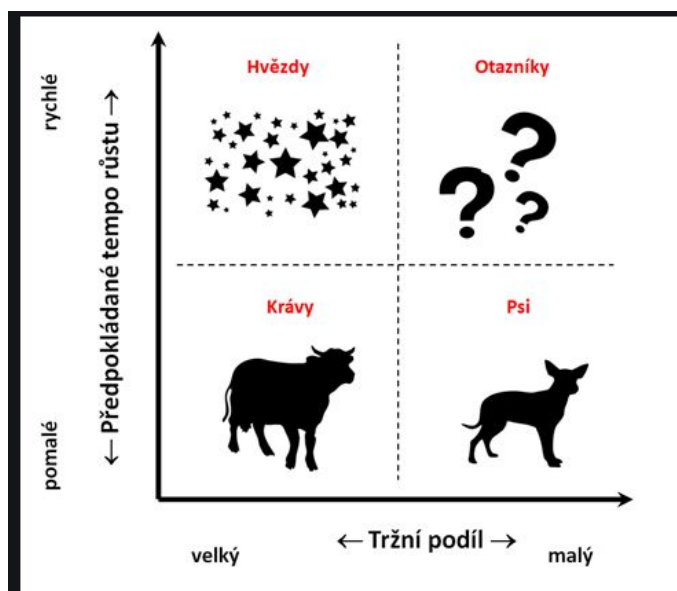 Hvězdy
Otazníky
rychlé
← Předpokládané tempo růstu →
Krávy
Psi
pomalé
← Tržní podíl →
velký
malý